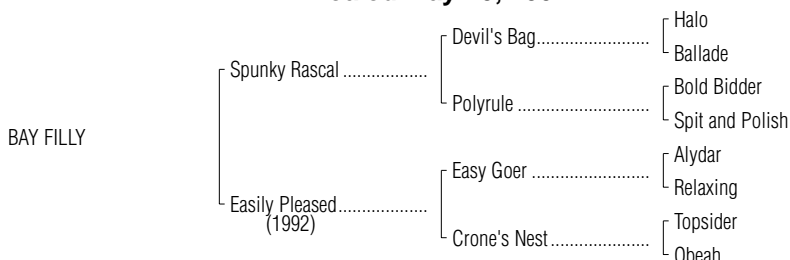 Halo
Devil's Bag
Ballade
Spunky Rascal
Bold Bidder
Polyrule
Spit and Polish
BAY FILLY
Alydar
Easy Goer
Relaxing
Easily Pleased
(1992)
Topsider
Crone's Nest
Obeah